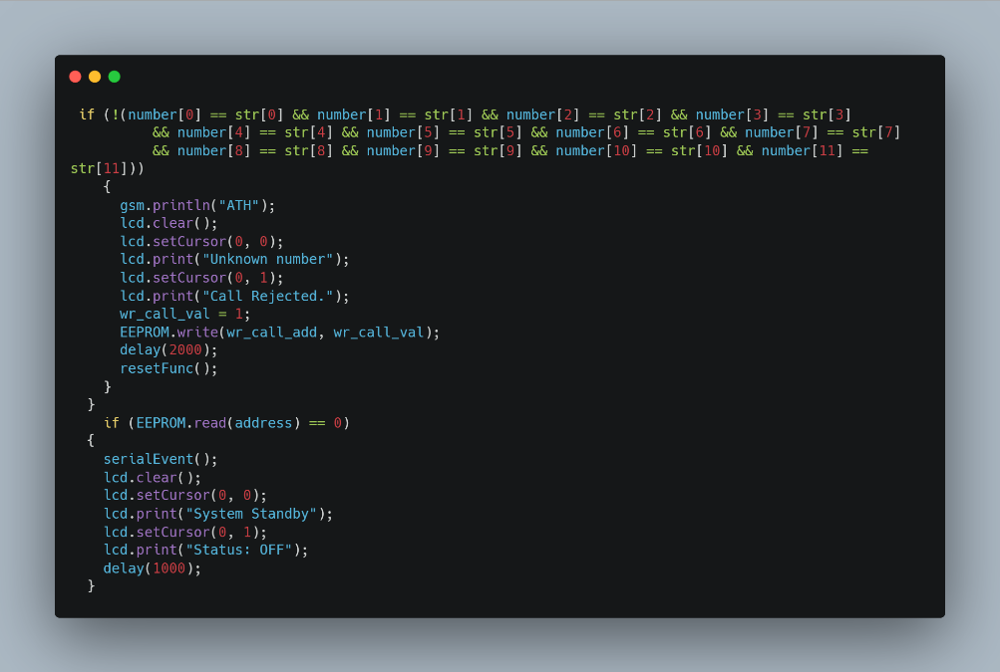 if (!(number[0] == str[0] && number[1] == str[1] && number[2] == str[2] && number[3] == str[3]
&& number[4] == str[4] && number[5] == str[5] && number[6] == str[6] && number[7] == str[7]
&& number[8] == str[8] && number[9] == str[9] && number[10] == str[10] && number[11] ==
str[11]))
{
gsm.println("ATH");
lcd.clear();
lcd.setCursor(0, 0);
lcd.print("Unknown number");
lcd.setCursor(0, 1);
lcd.print("Call Rejected.");
wr_call_val = 1;
EEPROM.write(wr_call_add, wr_call_val);
delay(2000);
resetFunc();
}
}
if (EEPROM.read(address) == 0)
{
serialEvent();
lcd.clear();
lcd.setCursor(0, 0);
lcd.print("System Standby");
lcd.setCursor(0, 1);
lcd.print("Status: OFF");
delay(1000);
}